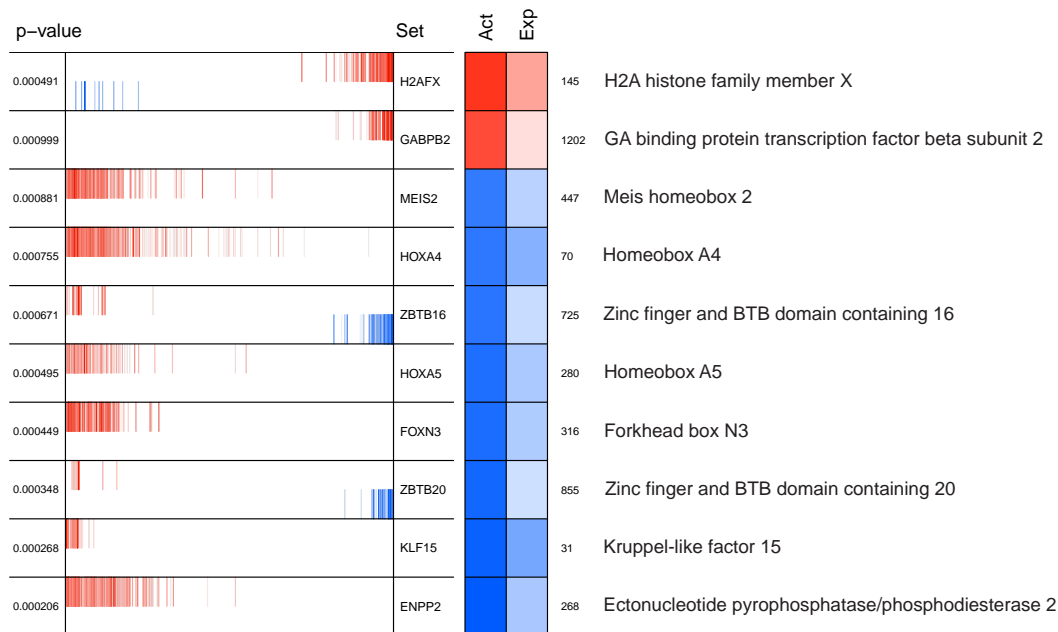 p-value Set Act Exp
0.000491 H2AFX 145 H2A histone family member X
0.000999 GABPB2 1202 GA binding protein transcription factor beta subunit 2
0.000881 MEIS2 447 Meis homeobox 2
0.000755 HOXA4 70 Homeobox A4
0.000671 ZBTB16 725 Zinc finger and BTB domain containing 16
0.000495 HOXA5 280 Homeobox A5
0.000449 FOXN3 316 Forkhead box N3
0.000348 ZBTB20 855 Zinc finger and BTB domain containing 20
0.000268 KLF15 31 Kruppel-like factor 15
0.000206 ENPP2 268 Ectonucleotide pyrophosphatase/phosphodiesterase 2